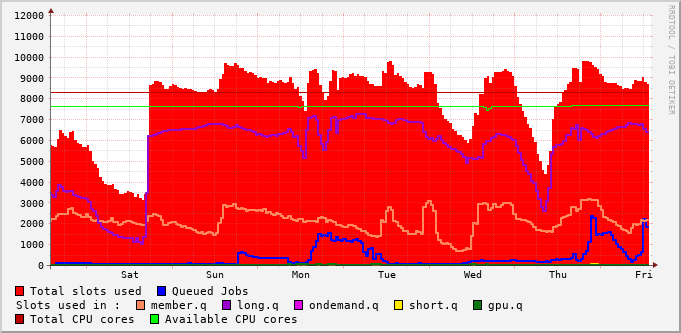 12000
11000
10000
9000
8000
7000
6000
5000
4000
3000
2000
1000
0
Sat Sun Mon Tue Wed Thu Fri
RRDTOOL / TOBI OETIKER
Total slots used Queued Jobs
Slots used in : member.q long.q ondemand.q short.q gpu.q
Total CPU cores Available CPU cores